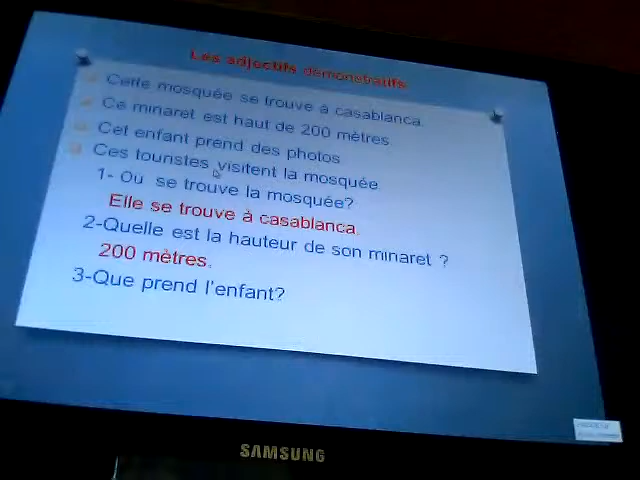 Les adjectifs démonstratifs
Cette mosquée se trouve à casablanca.
Ce minaret est haut de 200 mètres
Cet enfant prend des photos
Ces touristes visitent la mosquée
1- Ou se trouve la mosquée?
Elle se trouve à casablanca.
2-Quelle est la hauteur de son minaret ?
200 mètres.
3-Que prend l'enfant?
SAMSUNG